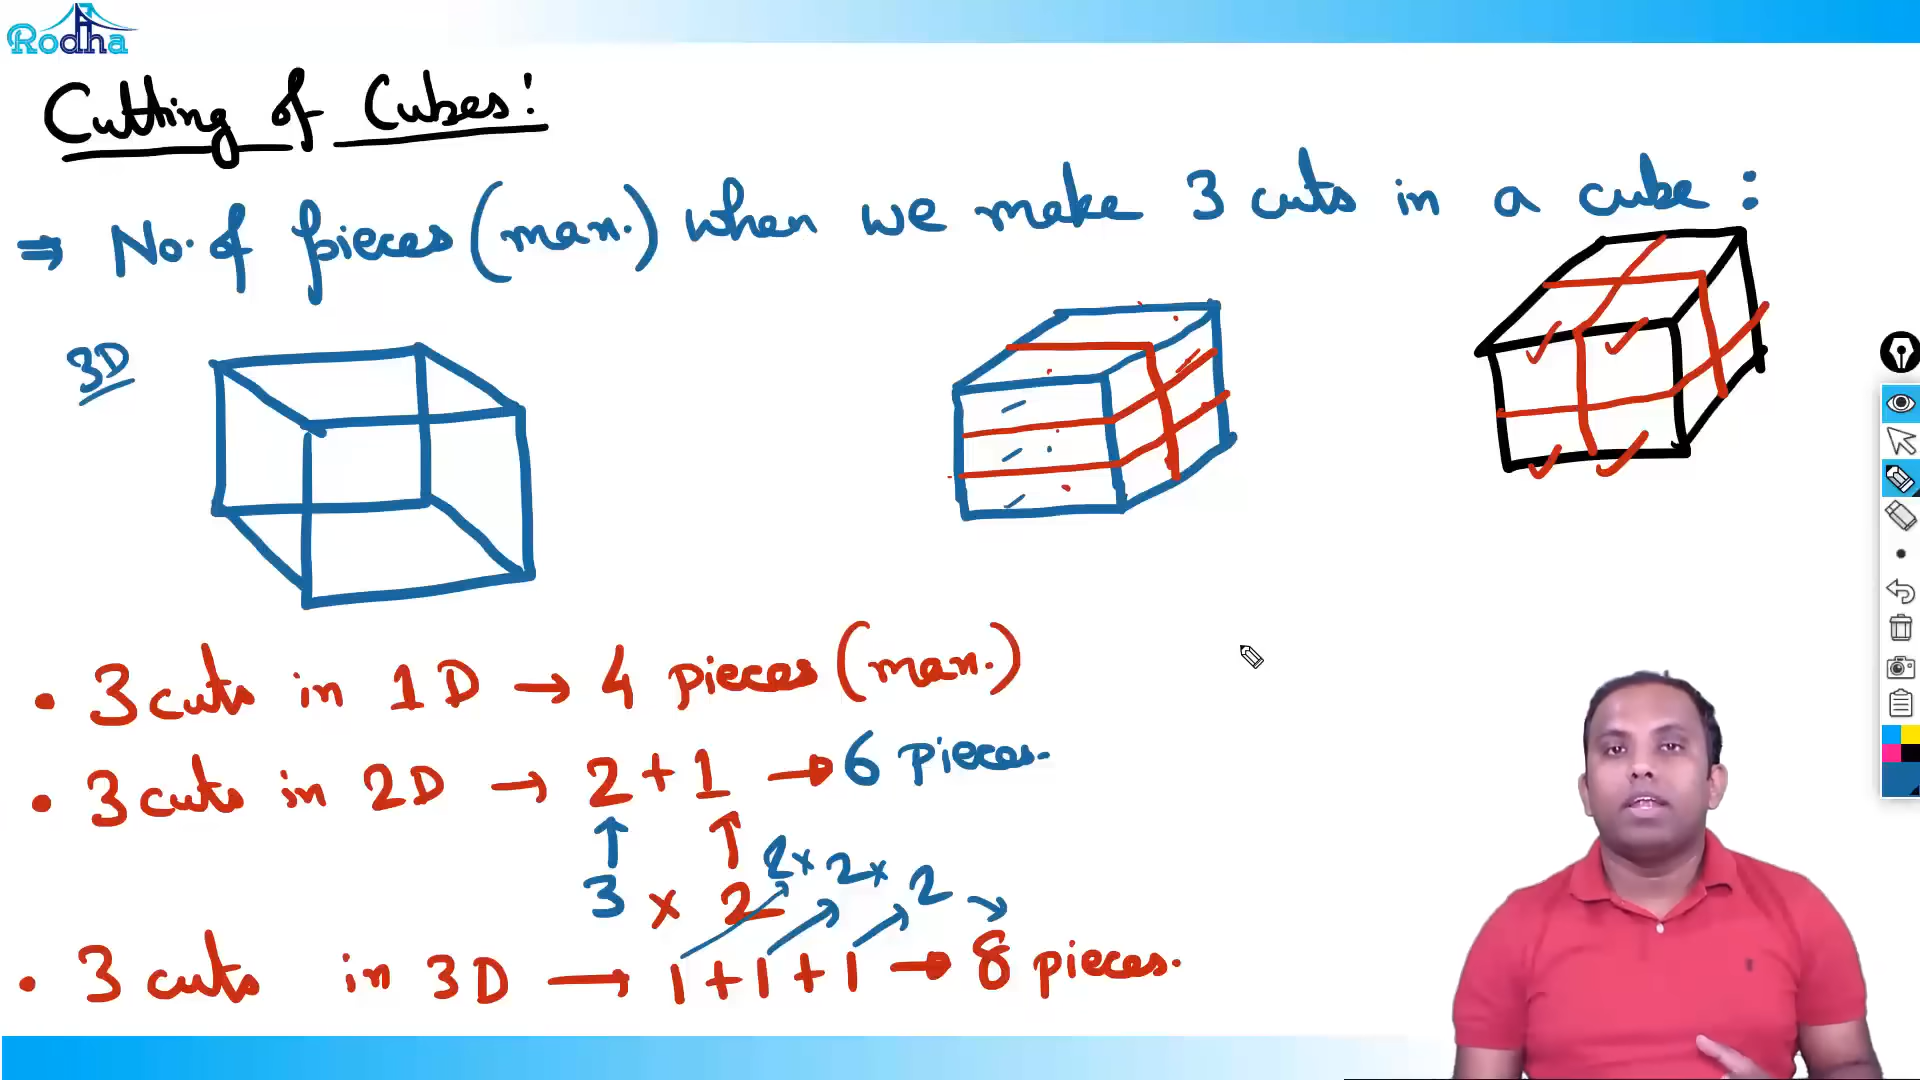 Rodha
Cutting of Cubes:
⇒ No. of pieces (max.) when we make 3 cuts in a cube:
3D
• 3 cuts in 1D → 4 pieces (max.)
• 3 cuts in 2D → 2 + 1 → 6 pieces.
2 × 2 × 2
3 × 2
• 3 cuts in 3D → 1 + 1 + 1 → 8 pieces.